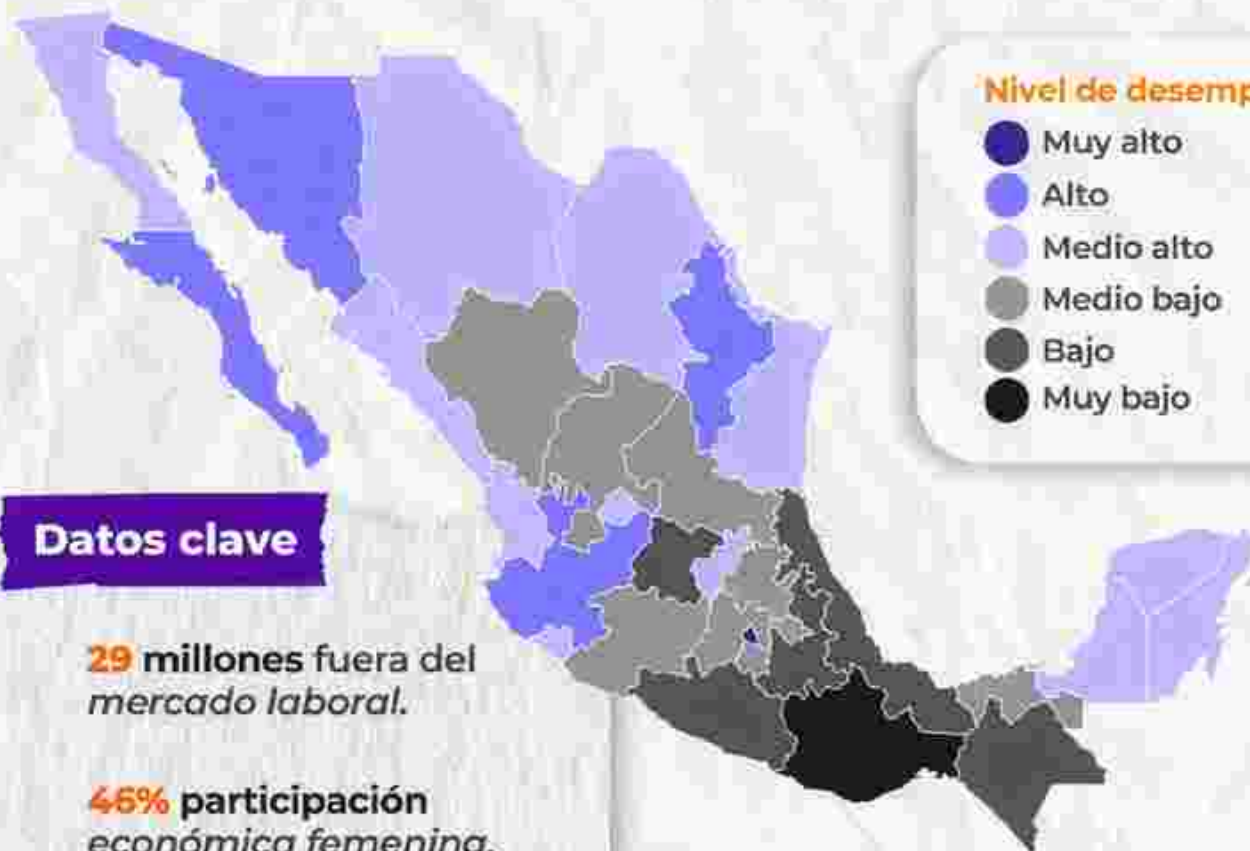 Nivel de desemp
Muy alto
Alto
Medio alto
Medio bajo
Bajo
Muy bajo
Datos clave
29 millones fuera del
mercado laboral.
46% participación
económica femenina.